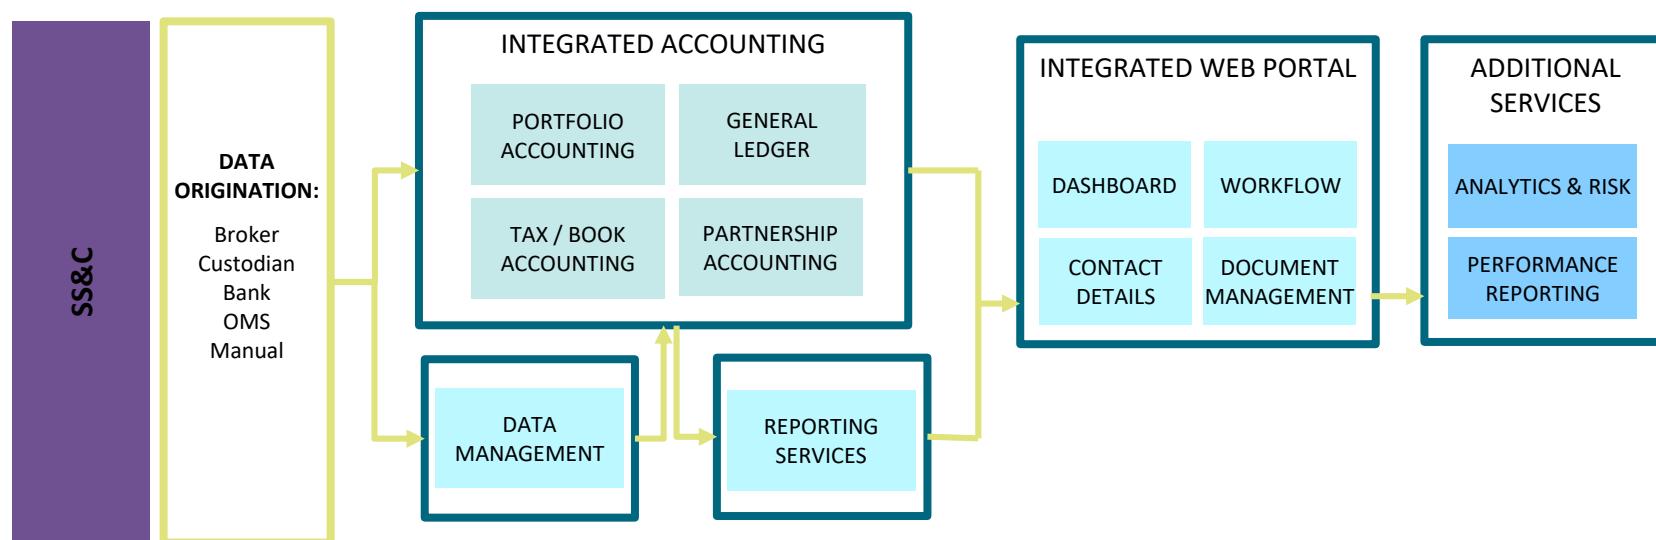 SS&C
DATA
ORIGINATION:
Broker
Custodian
Bank
OMS
Manual
INTEGRATED ACCOUNTING
PORTFOLIO
ACCOUNTING
GENERAL
LEDGER
TAX / BOOK
ACCOUNTING
PARTNERSHIP
ACCOUNTING
DATA
MANAGEMENT
REPORTING
SERVICES
INTEGRATED WEB PORTAL
DASHBOARD
WORKFLOW
CONTACT
DETAILS
DOCUMENT
MANAGEMENT
ADDITIONAL
SERVICES
ANALYTICS & RISK
PERFORMANCE
REPORTING